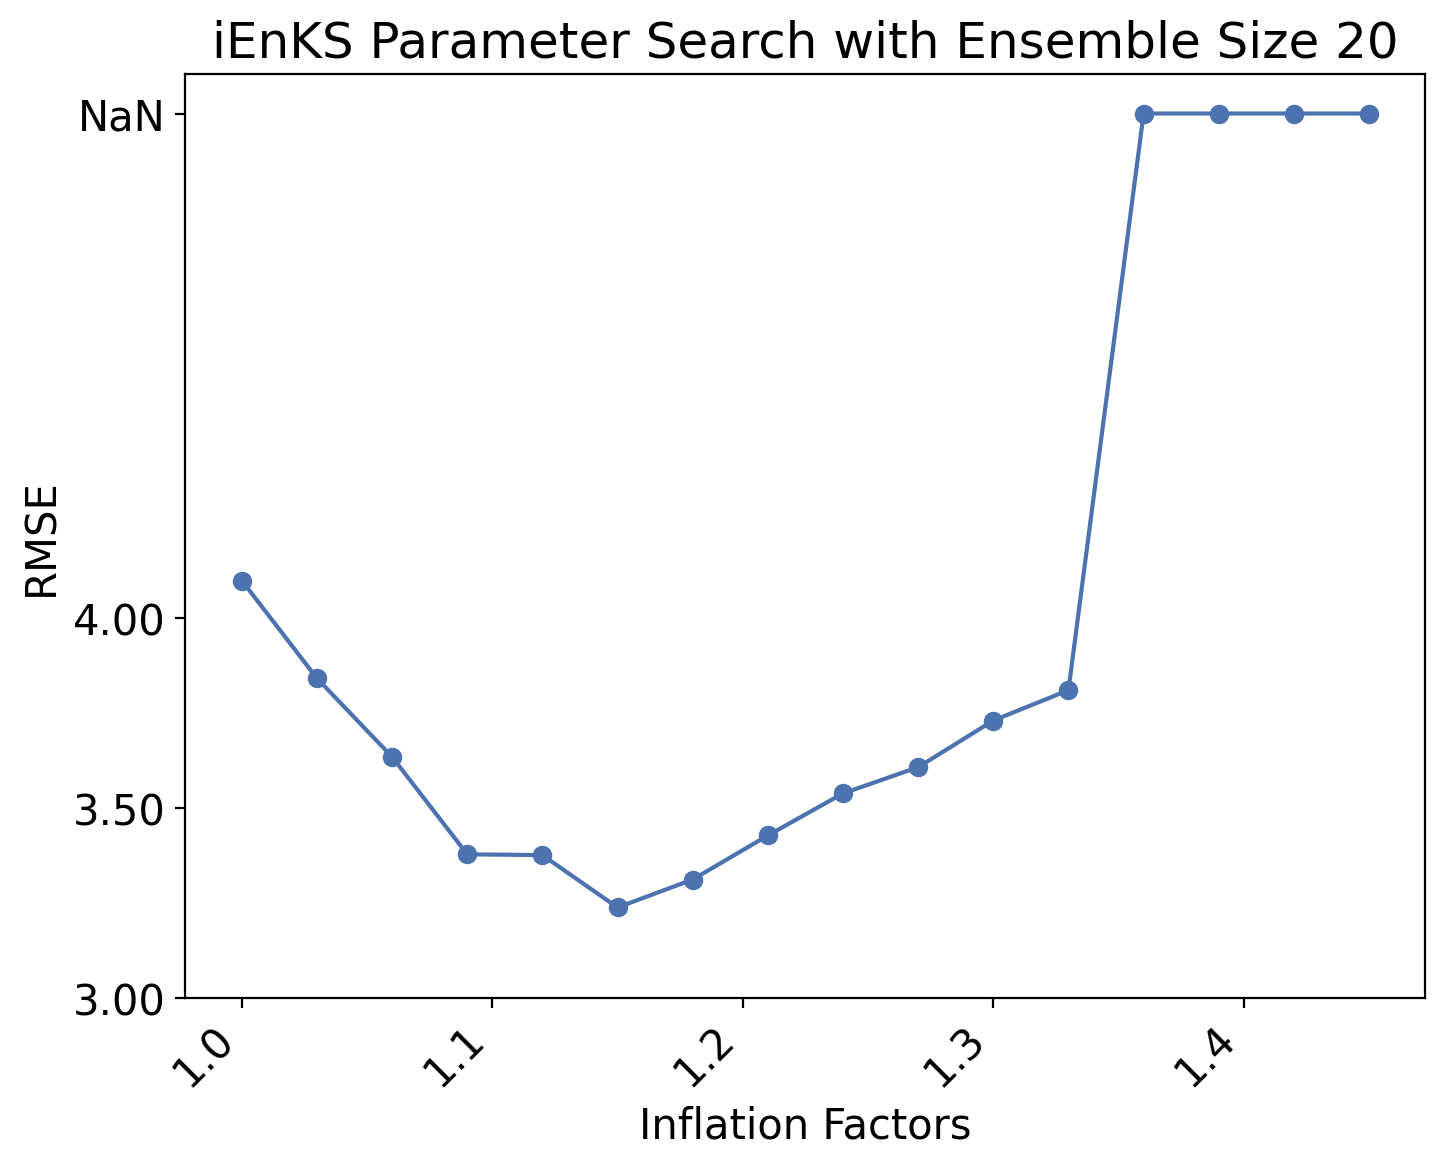 iEnKS Parameter Search with Ensemble Size 20
NaN
4.00
3.50
3.00
RMSE
1.0
1.1
1.2
1.3
1.4
Inflation Factors